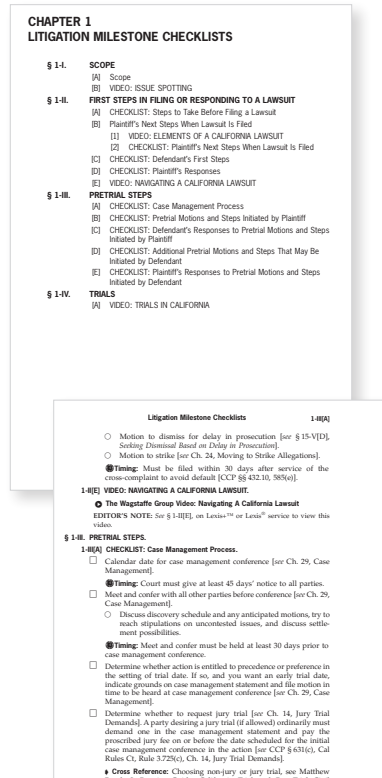 CHAPTER 1
LITIGATION MILESTONE CHECKLISTS
§ 1-I. SCOPE
[A] Scope
[B] VIDEO: ISSUE SPOTTING
§ 1-II. FIRST STEPS IN FILING OR RESPONDING TO A LAWSUIT
[A] CHECKLIST: Steps to Take Before Filing a Lawsuit
[B] Plaintiff's Next Steps When Lawsuit Is Filed
[1] VIDEO: ELEMENTS OF A CALIFORNIA LAWSUIT
[2] CHECKLIST: Plaintiff's Next Steps When Lawsuit Is Filed
[C] CHECKLIST: Defendant's First Steps
[D] CHECKLIST: Plaintiff's Responses
[E] VIDEO: NAVIGATING A CALIFORNIA LAWSUIT
§ 1-III. PRETRIAL STEPS
[A] CHECKLIST: Case Management Process
[B] CHECKLIST: Pretrial Motions and Steps Initiated by Plaintiff
[C] CHECKLIST: Defendant's Responses to Pretrial Motions and Steps
Initiated by Plaintiff
[D] CHECKLIST: Additional Pretrial Motions and Steps That May Be
Initiated by Defendant
[E] CHECKLIST: Plaintiff's Responses to Pretrial Motions and Steps
Initiated by Defendant
§ 1-IV. TRIALS
[A] VIDEO: TRIALS IN CALIFORNIA
Litigation Milestone Checklists 1-III[A]
Motion to dismiss for delay in prosecution [see § 15-V[D],
Seeking Dismissal Based on Delay in Prosecution].
Motion to strike [see Ch. 24, Moving to Strike Allegations].
Timing: Must be filed within 30 days after service of the
cross-complaint to avoid default [CCP §§ 432.10, 585(e)].
1-II[E] VIDEO: NAVIGATING A CALIFORNIA LAWSUIT.
The Wagstaffe Group Video: Navigating A California Lawsuit
EDITOR'S NOTE: See § 1-II[E], on Lexis+™ or Lexis® service to view this
video.
§ 1-III. PRETRIAL STEPS.
1-III[A] CHECKLIST: Case Management Process.
Calendar date for case management conference [see Ch. 29, Case
Management].
Timing: Court must give at least 45 days' notice to all parties.
Meet and confer with all other parties before conference [see Ch. 29,
Case Management].
Discuss discovery schedule and any anticipated motions, try to
reach stipulations on uncontested issues, and discuss settle-
ment possibilities.
Timing: Meet and confer must be held at least 30 days prior to
case management conference.
Determine whether action is entitled to precedence or preference in
the setting of trial date. If so, and you want an early trial date,
indicate grounds on case management statement and file motion in
time to be heard at case management conference [see Ch. 29, Case
Management].
Determine whether to request jury trial [see Ch. 14, Jury Trial
Demands]. A party desiring a jury trial (if allowed) ordinarily must
demand one in the case management statement and pay the
proscribed jury fee on or before the date scheduled for the initial
case management conference in the action [see CCP § 631(c), Cal
Rules Ct, Rule 3.725(c), Ch. 14, Jury Trial Demands].
Cross Reference: Choosing non-jury or jury trial, see Matthew